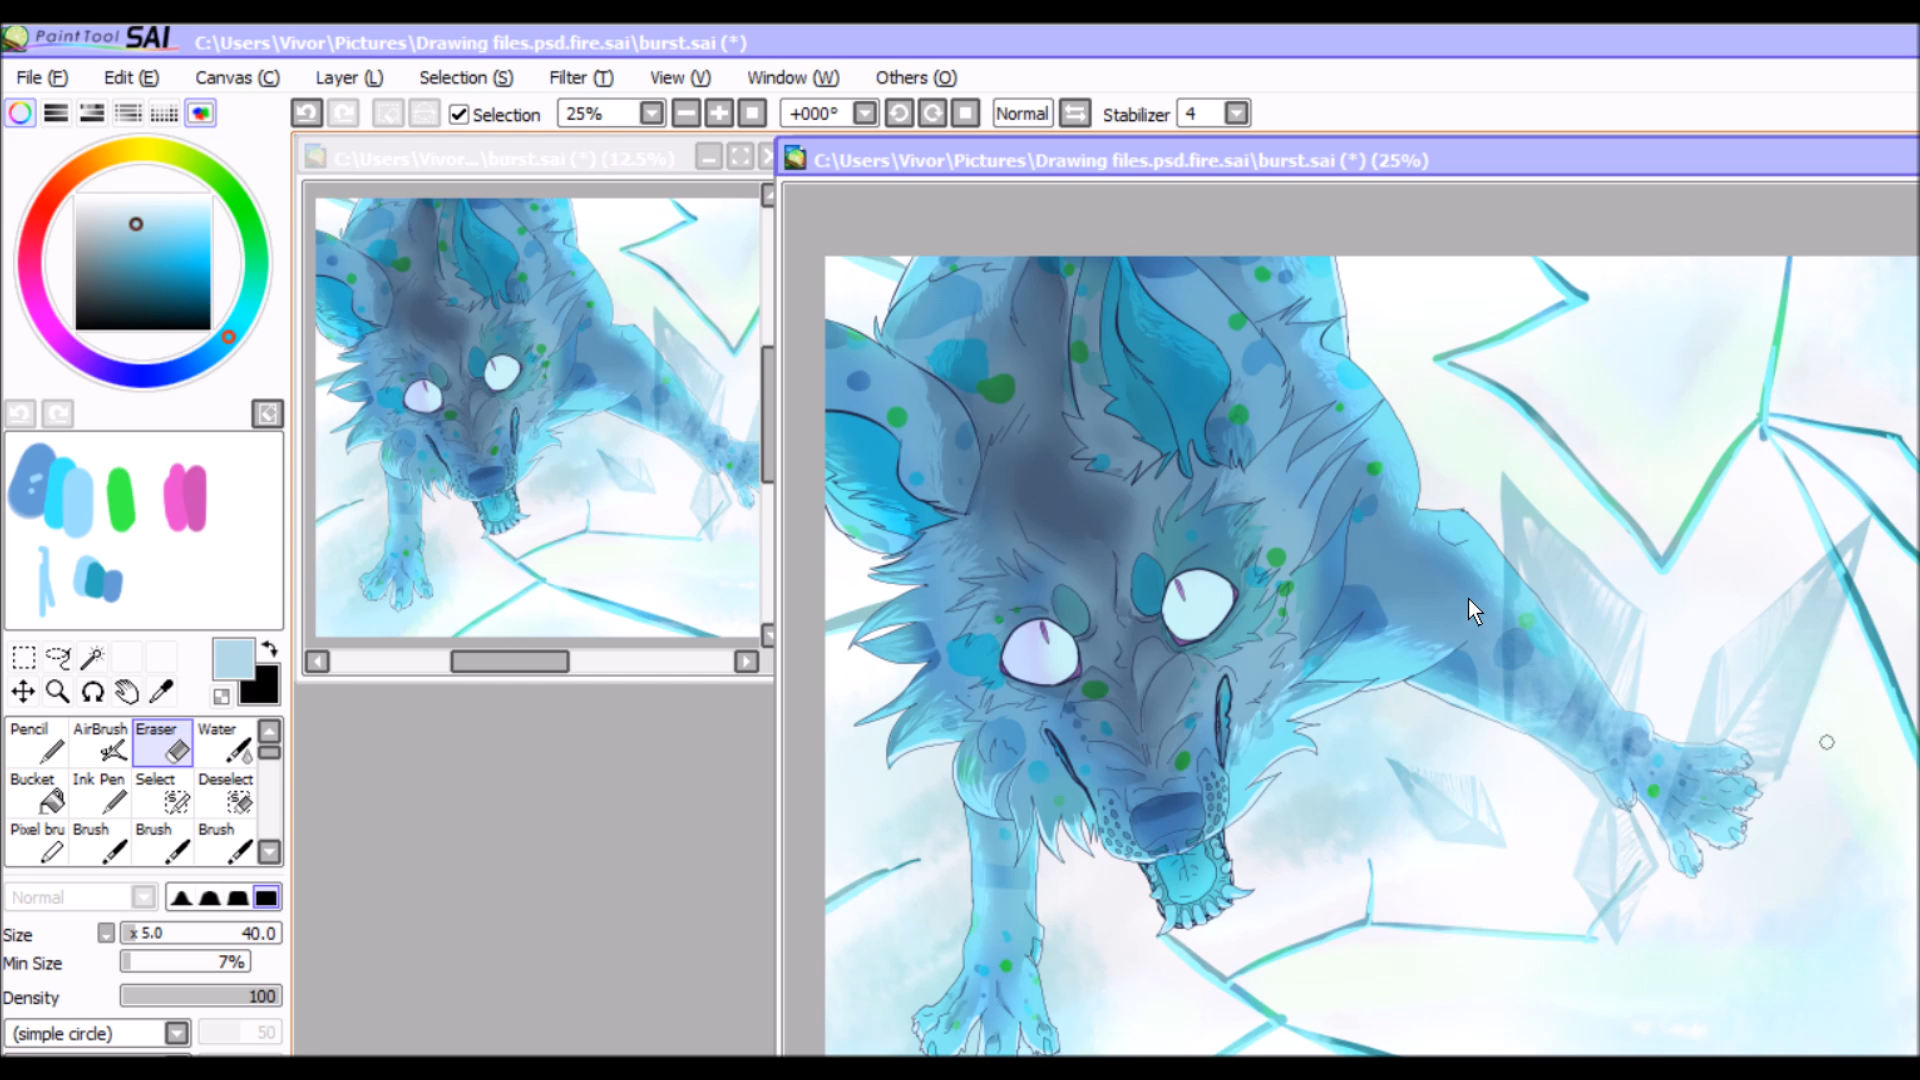 PaintTool SAI C:\Users\Vivor\Pictures\Drawing files.psd.fire.sai\burst.sai (*)
File (F) Edit (E) Canvas (C) Layer (L) Selection (S) Filter (T) View (V) Window (W) Others (O)
Selection 25% +000° Normal Stabilizer 4
C:\Users\Vivor...\burst.sai (*) (12.5%)
C:\Users\Vivor\Pictures\Drawing files.psd.fire.sai\burst.sai (*) (25%)
Pencil AirBrush Eraser Water
Bucket Ink Pen Select Deselect
Pixel bru Brush Brush Brush
Normal
Size x 5.0 40.0
Min Size 7%
Density 100
(simple circle) 50